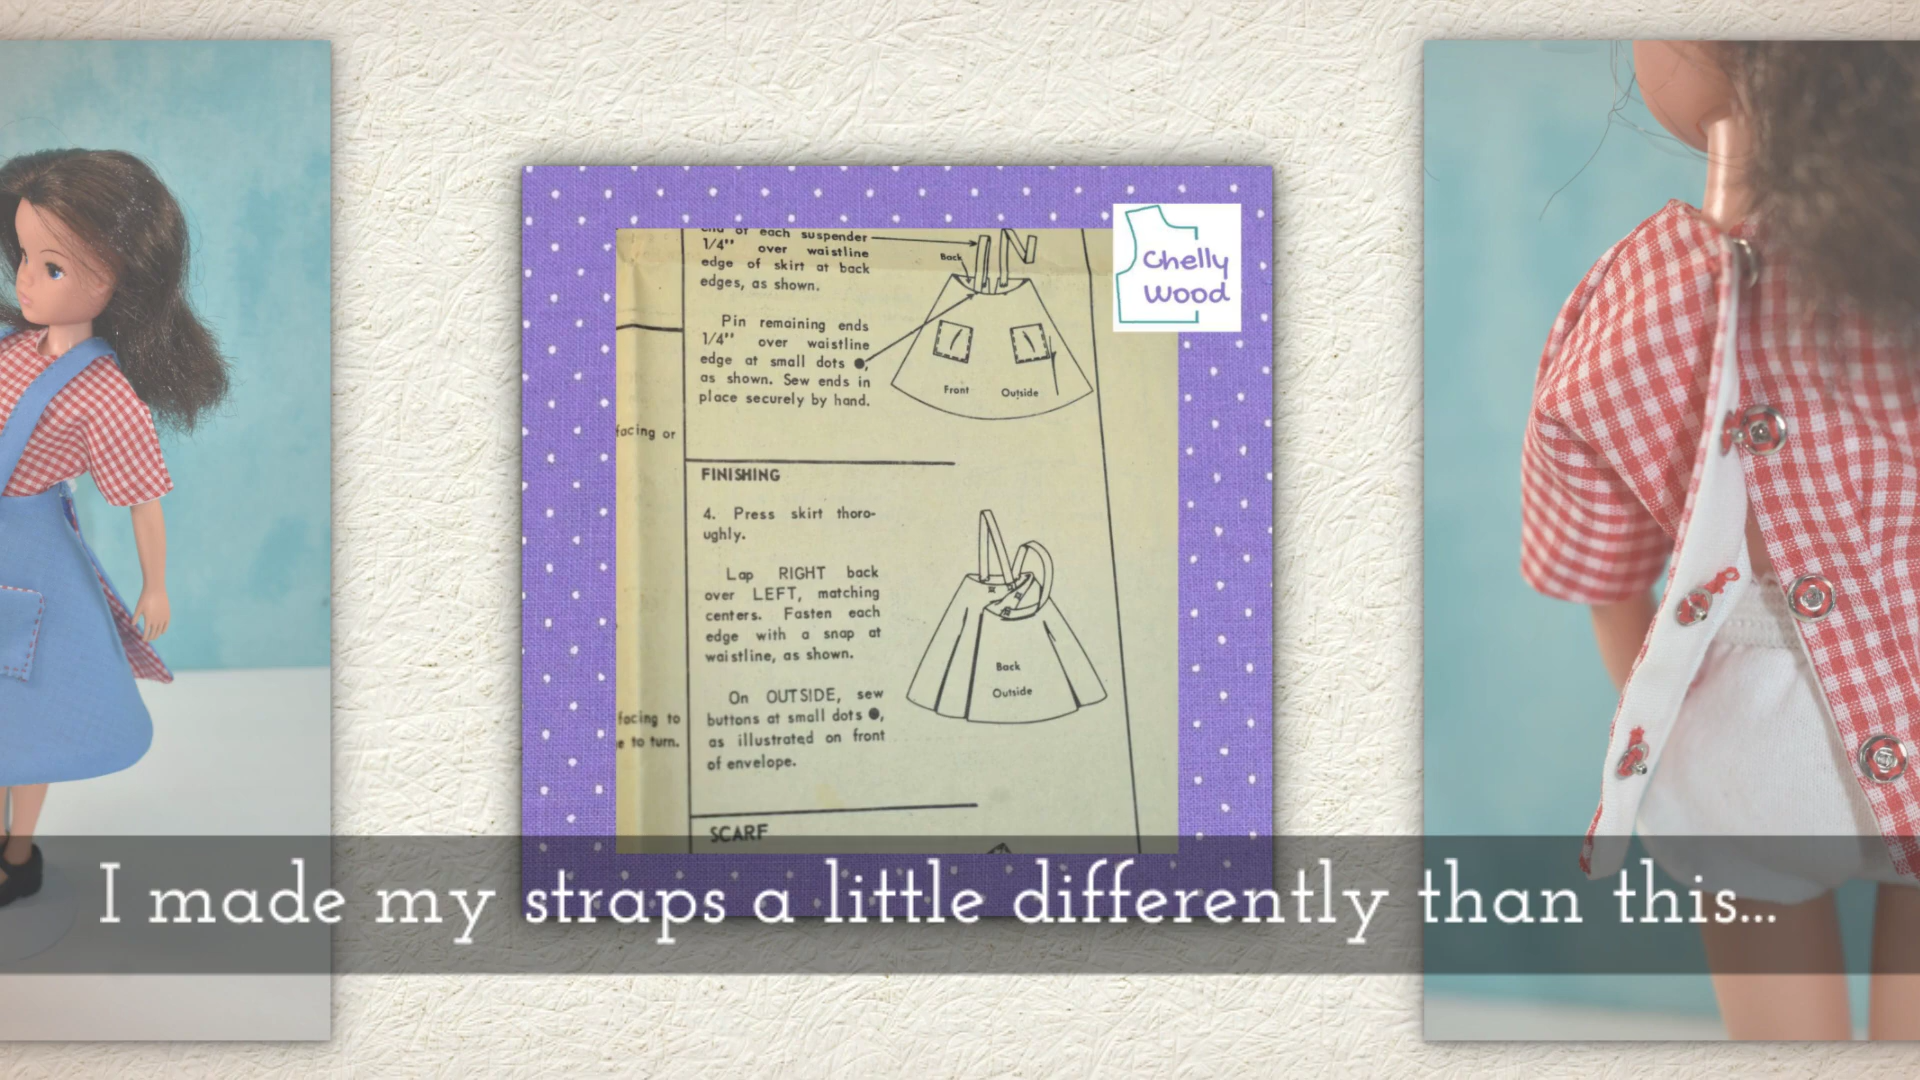 end of each suspender
1/4" over waistline
edge of skirt at back
edges, as shown.
Back
Pin remaining ends
1/4" over waistline
edge at small dots ●,
as shown. Sew ends in
place securely by hand.
Front Outside
facing or
FINISHING
4. Press skirt thoro-
ughly.
Lap RIGHT back
over LEFT, matching
centers. Fasten each
edge with a snap at
waistline, as shown.
Back
Outside
On OUTSIDE, sew
buttons at small dots ●,
as illustrated on front
of envelope.
facing to
e to turn.
SCARF
Chelly
Wood
I made my straps a little differently than this...